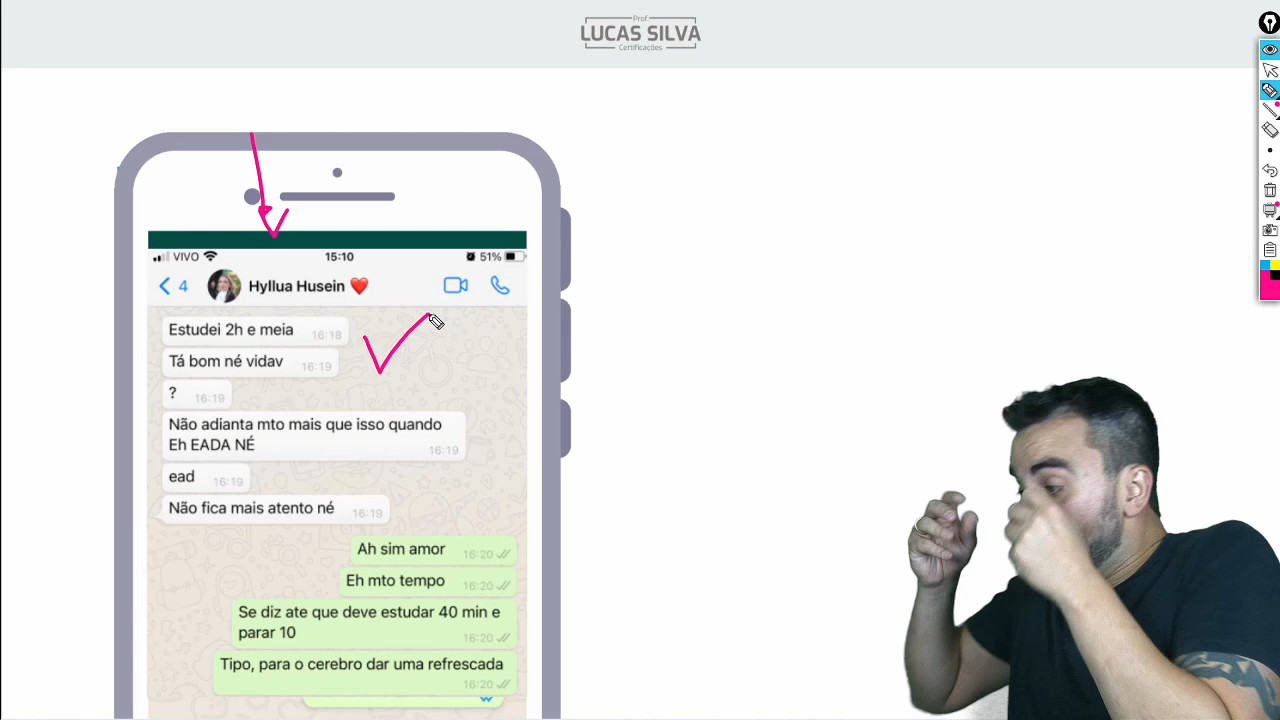 Prof.
LUCAS SILVA
Certificações
VIVO 15:10 51%
4 Hyllua Husein ❤️
Estudei 2h e meia 16:18
Tá bom né vidav 16:19
? 16:19
Não adianta mto mais que isso quando
Eh EADA NÉ 16:19
ead 16:19
Não fica mais atento né 16:19
Ah sim amor 16:20
Eh mto tempo 16:20
Se diz ate que deve estudar 40 min e
parar 10 16:20
Tipo, para o cerebro dar uma refrescada
16:20